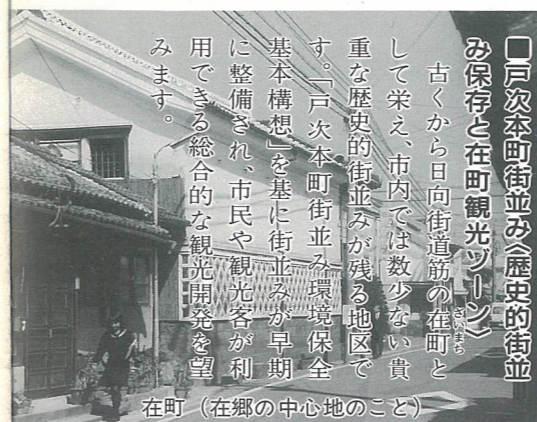 ■戸次本町街並み〈歴史的街並
み保存と在町観光ゾーン〉
ざいまち
古くから日向街道筋の在町と
して栄え、市内では数少ない貴
重な歴史的街並みが残る地区で
す。「戸次本町街並み環境保全
基本構想」を基に街並みが早期
に整備され、市民や観光客が利
用できる総合的な観光開発を望
みます。
在町（在郷の中心地のこと）